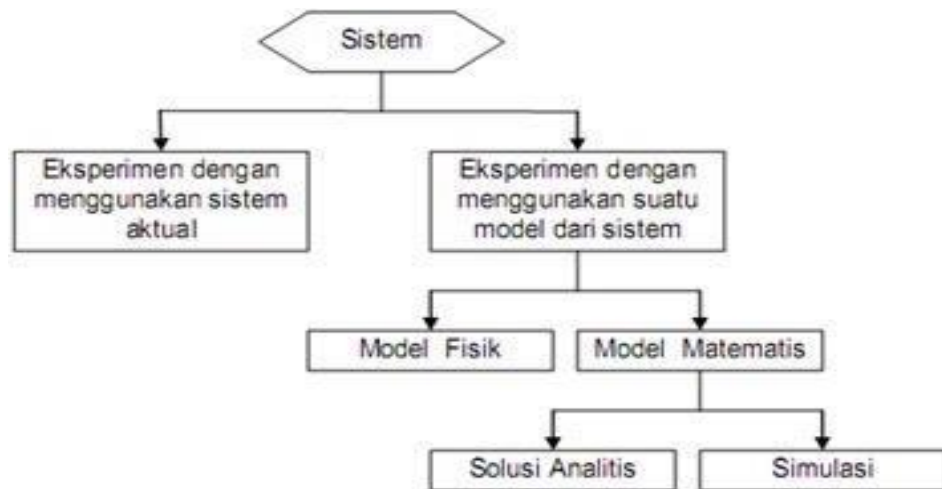 Sistem
Eksperimen dengan
menggunakan sistem
aktual
Eksperimen dengan
menggunakan suatu
model dari sistem
Model Fisik
Model Matematis
Solusi Analitis
Simulasi